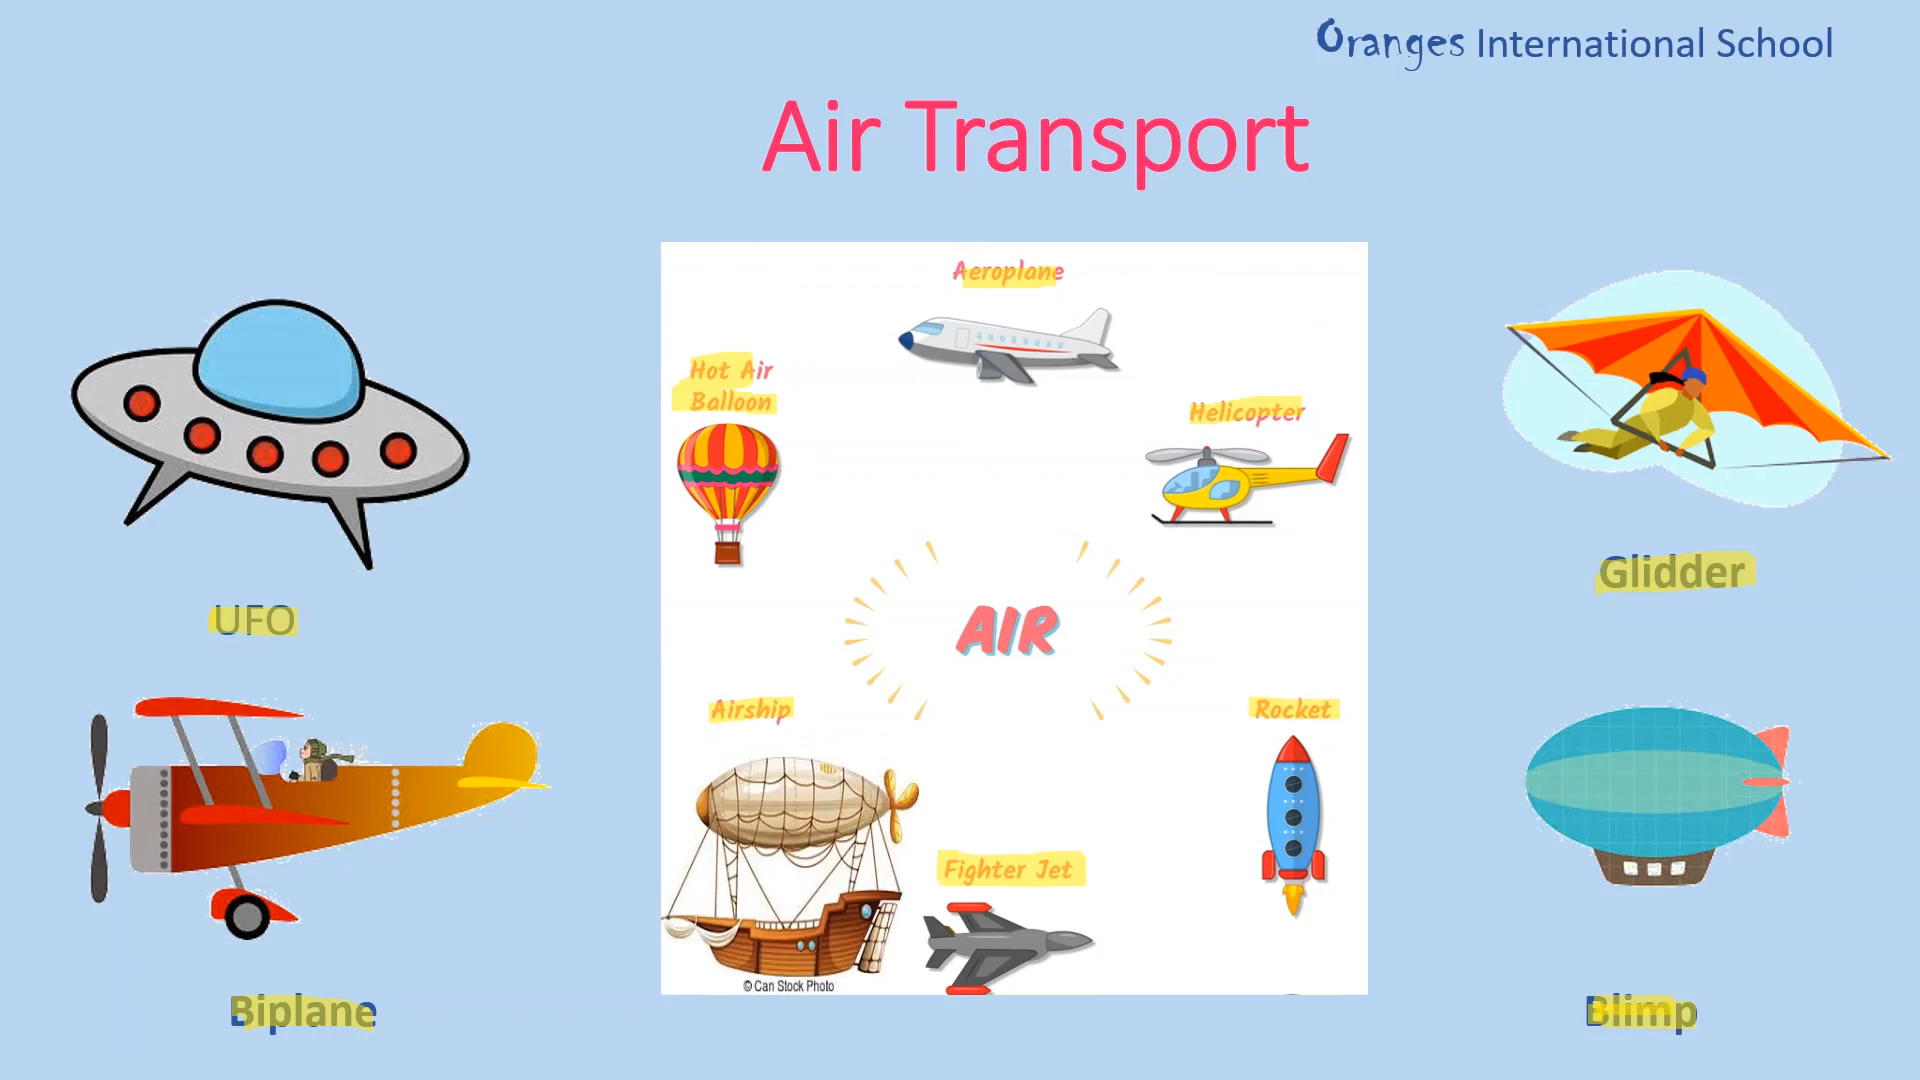 Oranges International School
Air Transport
Aeroplane
Hot Air
Balloon
Helicopter
Glidder
UFO
AIR
Airship
Rocket
Fighter Jet
© Can Stock Photo
Biplane
Blimp